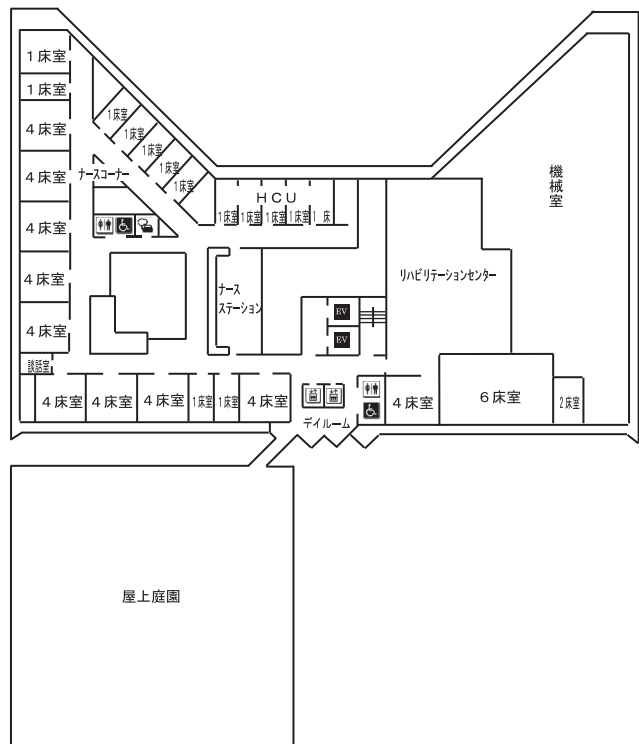 1床室
1床室
4床室
4床室
4床室
4床室
4床室
談話室
1床室
1床室
1床室
1床室
1床室
ナースコーナー
HCU
1床室
1床室
1床室
1床室
1床
機械室
リハビリテーションセンター
ナース
ステーション
EV
EV
4床室
4床室
4床室
1床室
1床室
4床室
デイルーム
4床室
6床室
2床室
屋上庭園